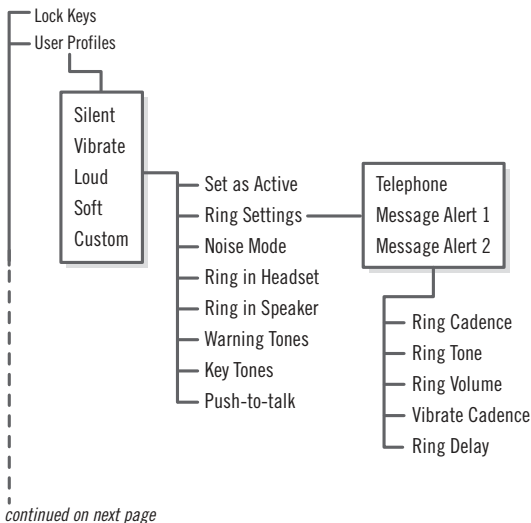 Lock Keys
User Profiles
Silent
Vibrate
Loud
Soft
Custom
Set as Active
Ring Settings
Noise Mode
Ring in Headset
Ring in Speaker
Warning Tones
Key Tones
Push-to-talk
Telephone
Message Alert 1
Message Alert 2
Ring Cadence
Ring Tone
Ring Volume
Vibrate Cadence
Ring Delay
continued on next page